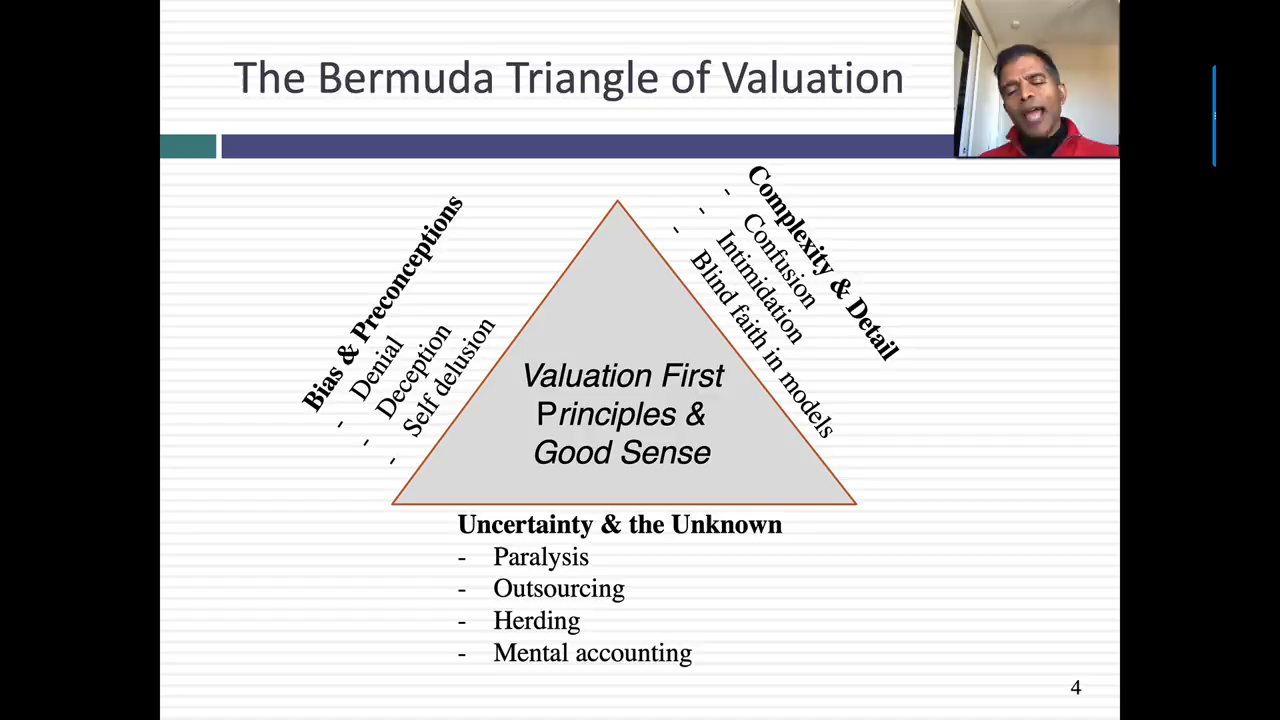 The Bermuda Triangle of Valuation
Bias & Preconceptions
- Denial
- Deception
- Self delusion
Complexity & Detail
- Confusion
- Intimidation
- Blind faith in models
Valuation First
Principles &
Good Sense
Uncertainty & the Unknown
- Paralysis
- Outsourcing
- Herding
- Mental accounting
4